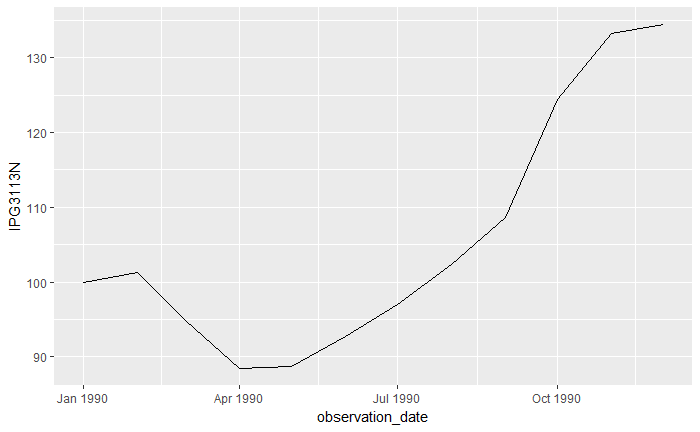 IPG3113N
130
120
110
100
90
Jan 1990
Apr 1990
Jul 1990
Oct 1990
observation_date